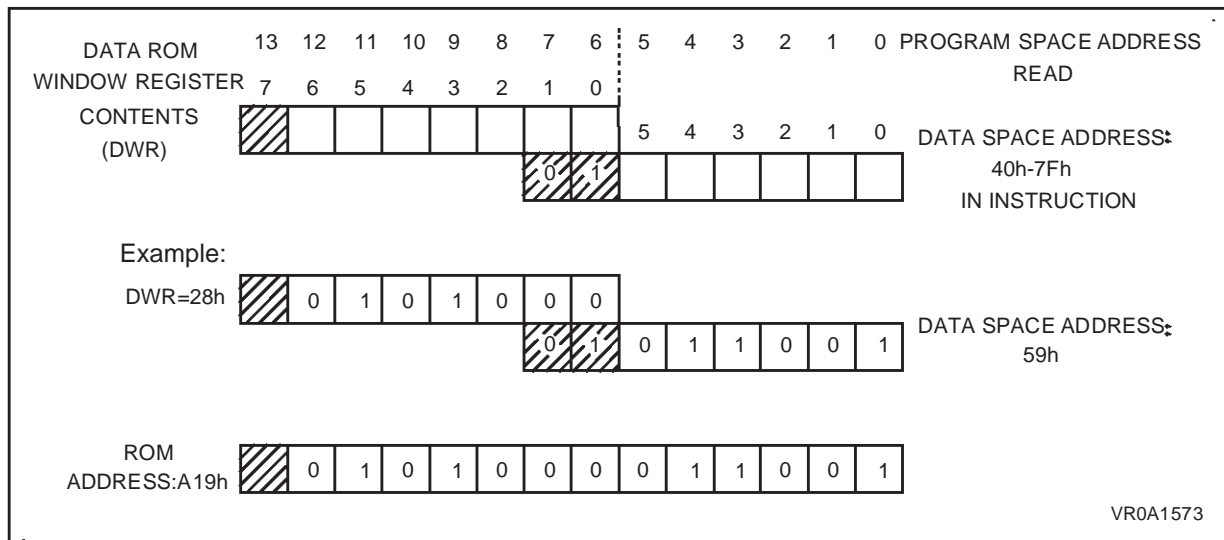 DATA ROM
WINDOW REGISTER
CONTENTS
(DWR)
13 12 11 10 9 8 7 6 5 4 3 2 1 0 PROGRAM SPACE ADDRESS
READ
7 6 5 4 3 2 1 0
5 4 3 2 1 0 DATA SPACE ADDRESS:
40h-7Fh
IN INSTRUCTION
0 1
Example:
DWR=28h 0 1 0 1 0 0 0
0 1 0 1 1 0 0 1 DATA SPACE ADDRESS:
59h
ROM
ADDRESS:A19h 0 1 0 1 0 0 0 0 1 1 0 0 1
VR0A1573